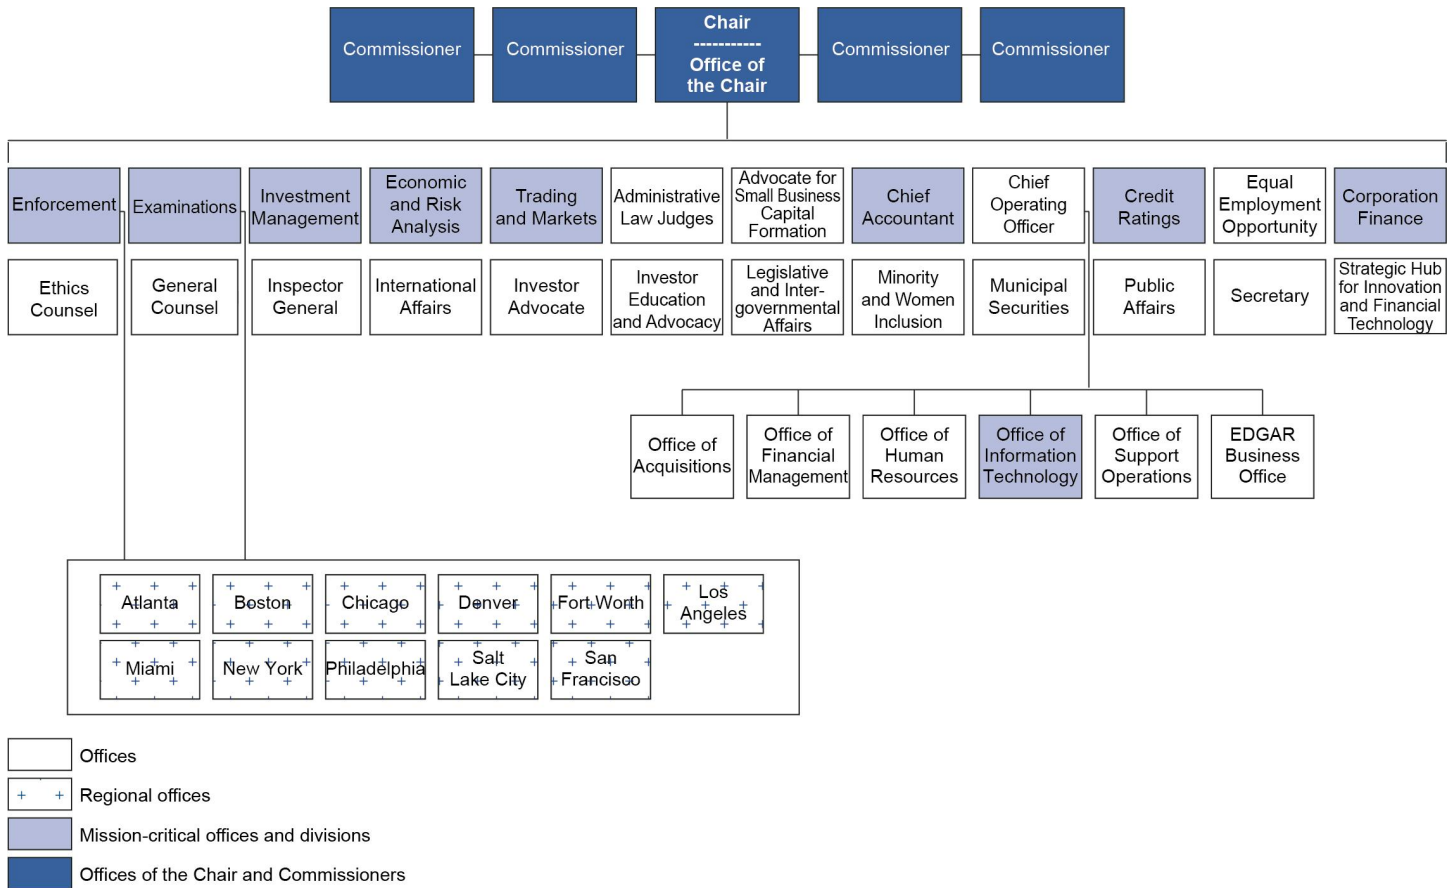 Commissioner
Commissioner
Chair
-----------
Office of
the Chair
Commissioner
Commissioner
Enforcement
Examinations
Investment
Management
Economic
and Risk
Analysis
Trading
and Markets
Administrative
Law Judges
Advocate for
Small Business
Capital
Formation
Chief
Accountant
Chief
Operating
Officer
Credit
Ratings
Equal
Employment
Opportunity
Corporation
Finance
Ethics
Counsel
General
Counsel
Inspector
General
International
Affairs
Investor
Advocate
Investor
Education
and Advocacy
Legislative
and Inter-
governmental
Affairs
Minority
and Women
Inclusion
Municipal
Securities
Public
Affairs
Secretary
Strategic Hub
for Innovation
and Financial
Technology
Office of
Acquisitions
Office of
Financial
Management
Office of
Human
Resources
Office of
Information
Technology
Office of
Support
Operations
EDGAR
Business
Office
Atlanta
Boston
Chicago
Denver
Fort Worth
Los
Angeles
Miami
New York
Philadelphia
Salt
Lake City
San
Francisco
Offices
Regional offices
Mission-critical offices and divisions
Offices of the Chair and Commissioners